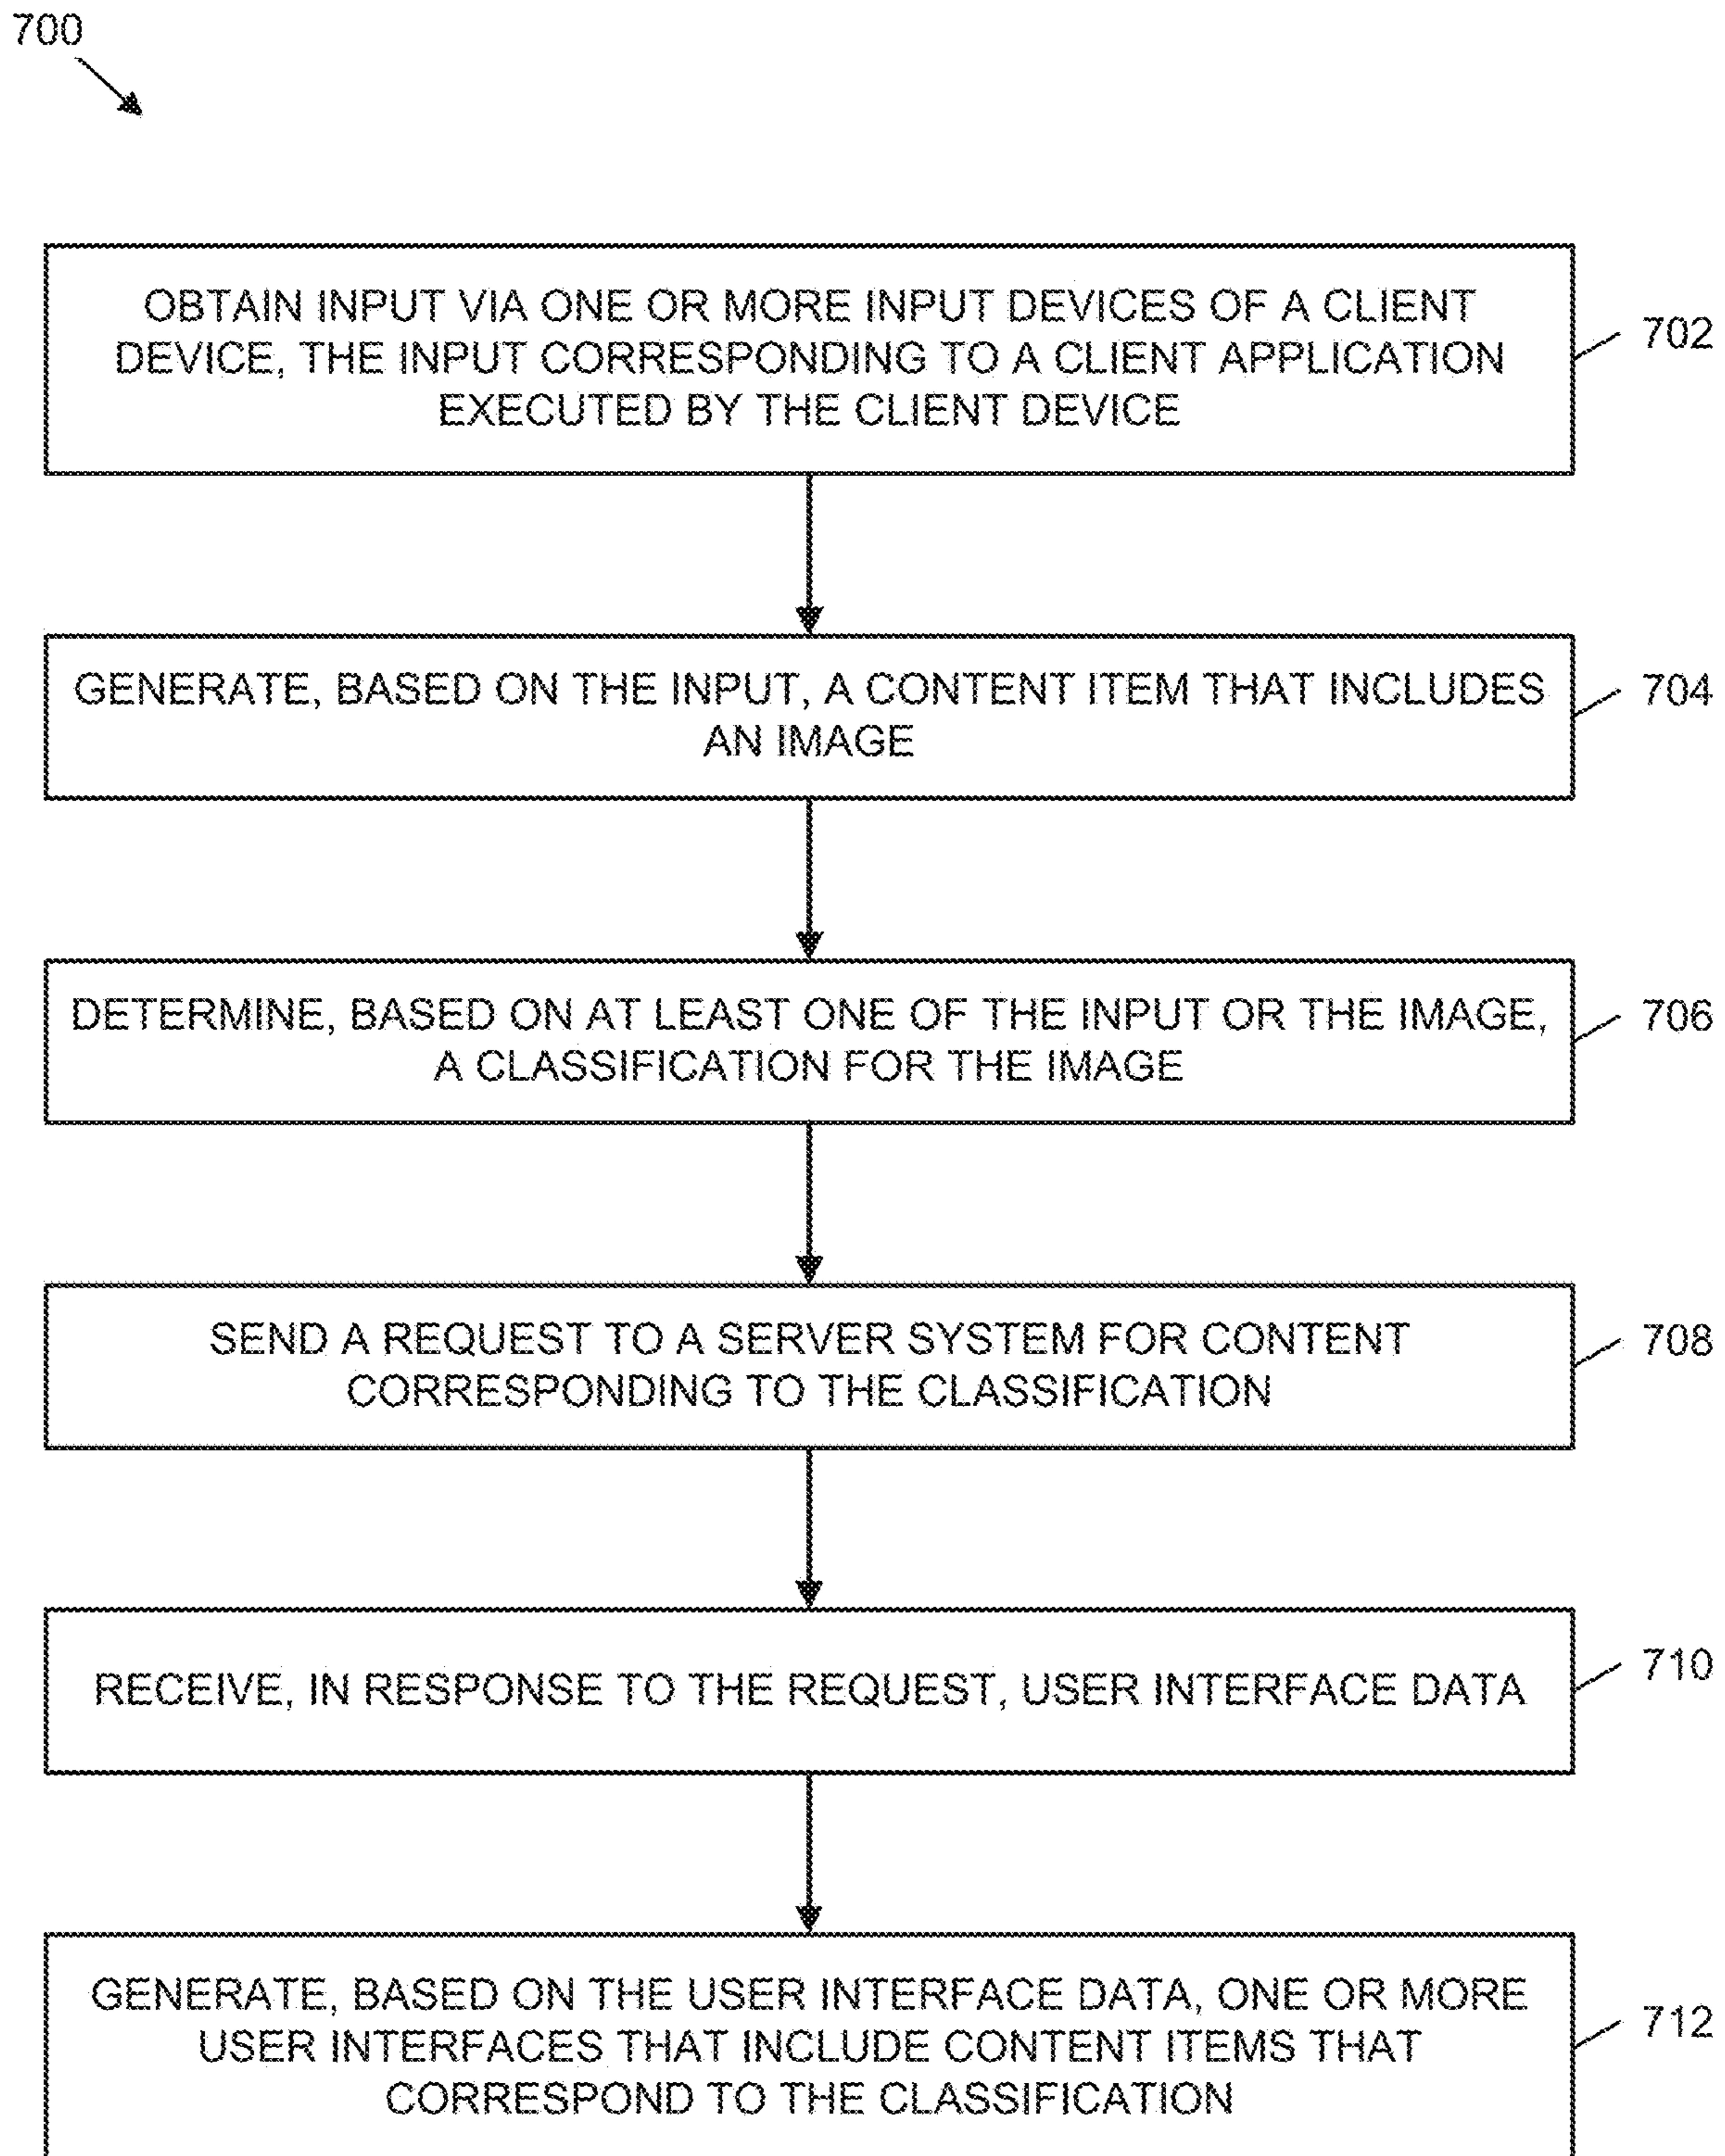 700
OBTAIN INPUT VIA ONE OR MORE INPUT DEVICES OF A CLIENT
DEVICE, THE INPUT CORRESPONDING TO A CLIENT APPLICATION
EXECUTED BY THE CLIENT DEVICE
702
GENERATE, BASED ON THE INPUT, A CONTENT ITEM THAT INCLUDES
AN IMAGE
704
DETERMINE, BASED ON AT LEAST ONE OF THE INPUT OR THE IMAGE,
A CLASSIFICATION FOR THE IMAGE
706
SEND A REQUEST TO A SERVER SYSTEM FOR CONTENT
CORRESPONDING TO THE CLASSIFICATION
708
RECEIVE, IN RESPONSE TO THE REQUEST, USER INTERFACE DATA
710
GENERATE, BASED ON THE USER INTERFACE DATA, ONE OR MORE
USER INTERFACES THAT INCLUDE CONTENT ITEMS THAT
CORRESPOND TO THE CLASSIFICATION
712